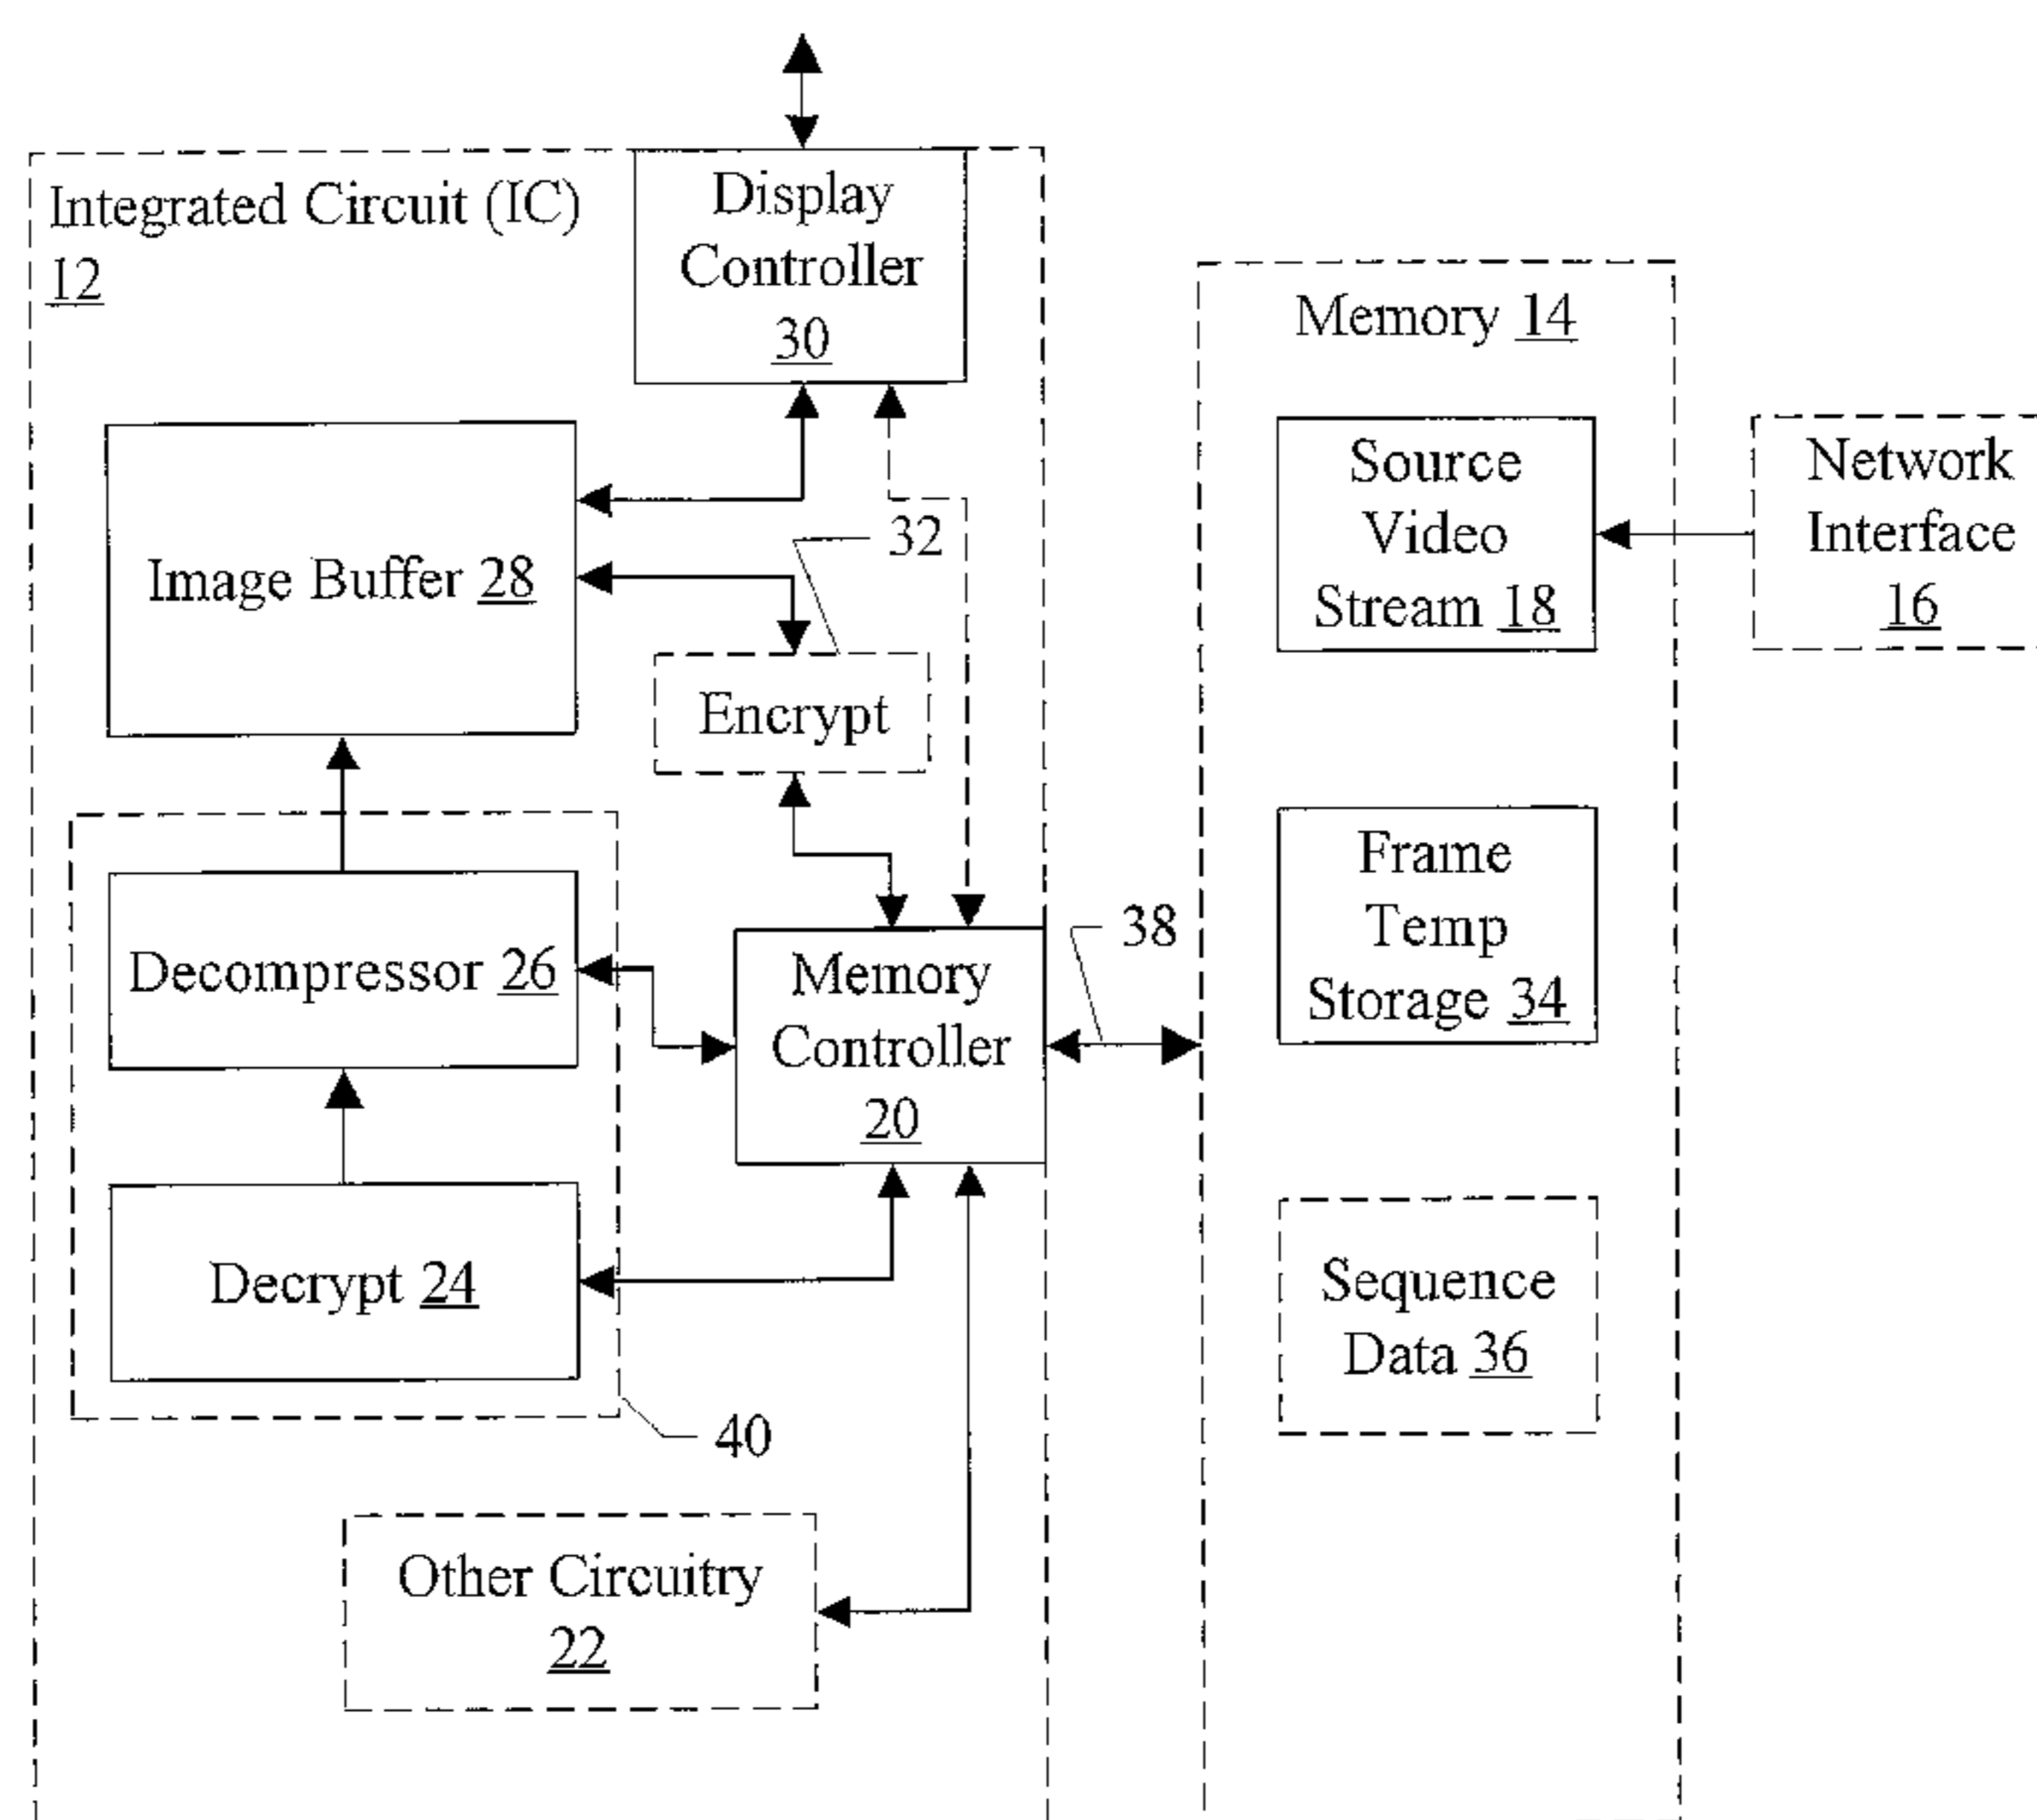 Integrated Circuit (IC)
12
Display
Controller
30
Memory 14
Source
Video
Stream 18
Network
Interface
16
Image Buffer 28
32
Encrypt
Frame
Temp
Storage 34
Decompressor 26
Memory
Controller
20
38
Decrypt 24
Sequence
Data 36
40
Other Circuitry
22